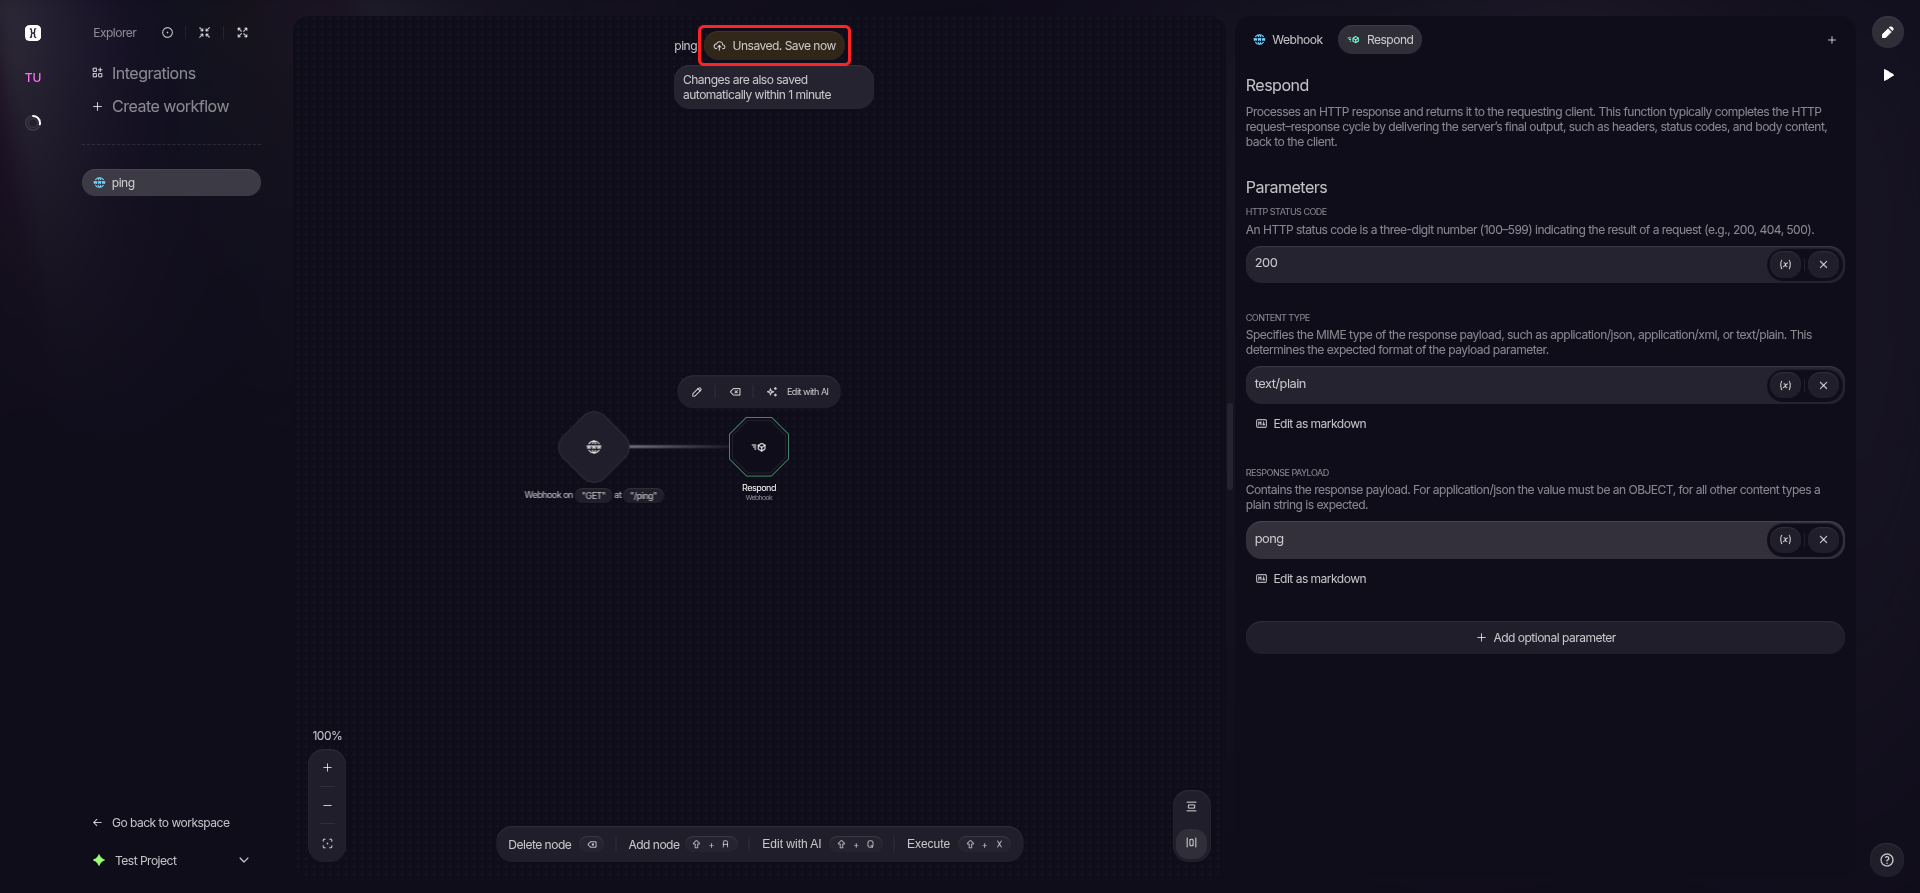 Explorer
TU
Integrations
Create workflow
ping
ping
Unsaved. Save now
Changes are also saved
automatically within 1 minute
Edit with AI
Webhook on "GET" at "/ping"
Respond
Webhook
100%
Go back to workspace
Test Project
Delete node
Add node ⇧ + A
Edit with AI ⇧ + Q
Execute ⇧ + X
Webhook
Respond
Respond
Processes an HTTP response and returns it to the requesting client. This function typically completes the HTTP
request–response cycle by delivering the server's final output, such as headers, status codes, and body content,
back to the client.
Parameters
HTTP STATUS CODE
An HTTP status code is a three-digit number (100–599) indicating the result of a request (e.g., 200, 404, 500).
200
(x)
CONTENT TYPE
Specifies the MIME type of the response payload, such as application/json, application/xml, or text/plain. This
determines the expected format of the payload parameter.
text/plain
(x)
Edit as markdown
RESPONSE PAYLOAD
Contains the response payload. For application/json the value must be an OBJECT, for all other content types a
plain string is expected.
pong
(x)
Edit as markdown
Add optional parameter